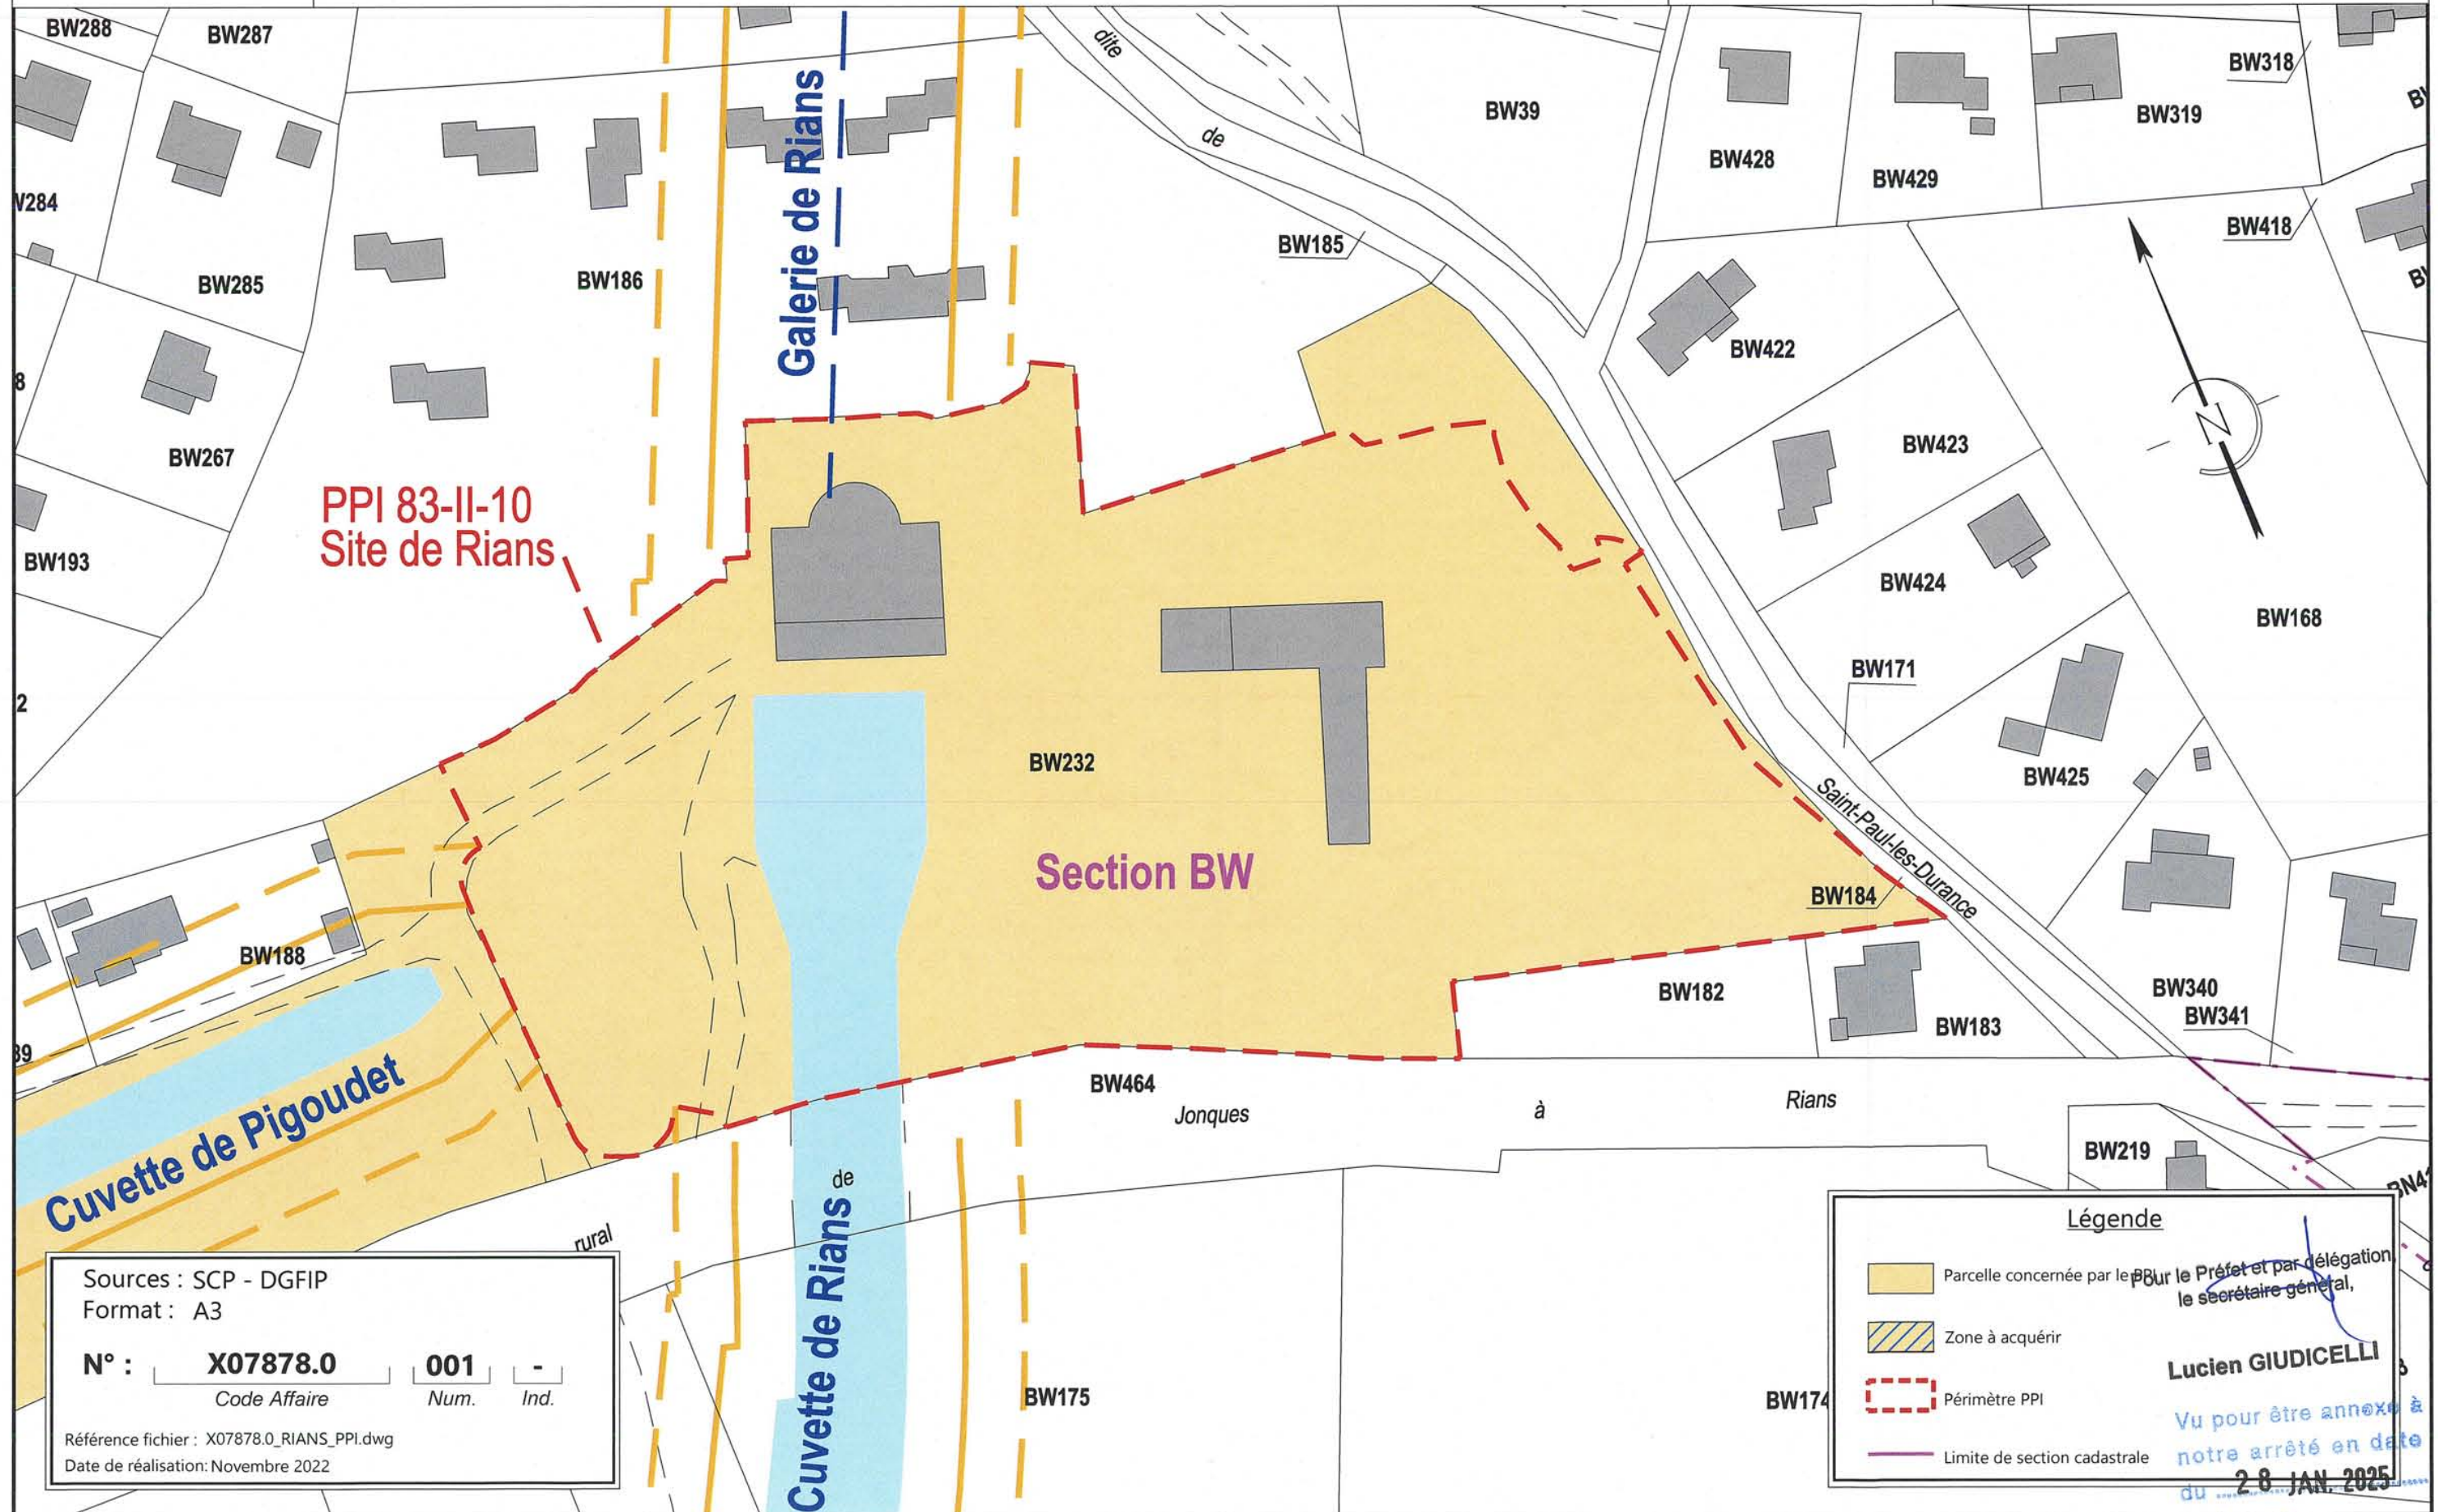 BW288
BW287
dite
BW318
BW39
BW319
de
BW428
BW429
Galerie de Rians
BW418
BW185
BW285
BW186
BW422
8
BW423
BW267
PPI 83-II-10
Site de Rians
BW193
BW424
BW168
BW171
2
BW232
BW425
Saint-Paul-les-Durance
Section BW
BW184
BW188
BW182
BW340
BW341
BW183
BW464
Jonques
à
Rians
Cuvette de Pigoudet
BW219
de
rural
Cuvette de Rians
BW175
BW174
Sources : SCP - DGFIP
Format : A3
N° : X07878.0 001 -
Code Affaire Num. Ind.
Référence fichier : X07878.0_RIANS_PPI.dwg
Date de réalisation: Novembre 2022
Légende
Parcelle concernée par le PPI
Pour le Préfet et par délégation,
le secrétaire général,
Zone à acquérir
Lucien GIUDICELLI
Périmètre PPI
Vu pour être annexé à
notre arrêté en date
du 28 JAN. 2025
Limite de section cadastrale